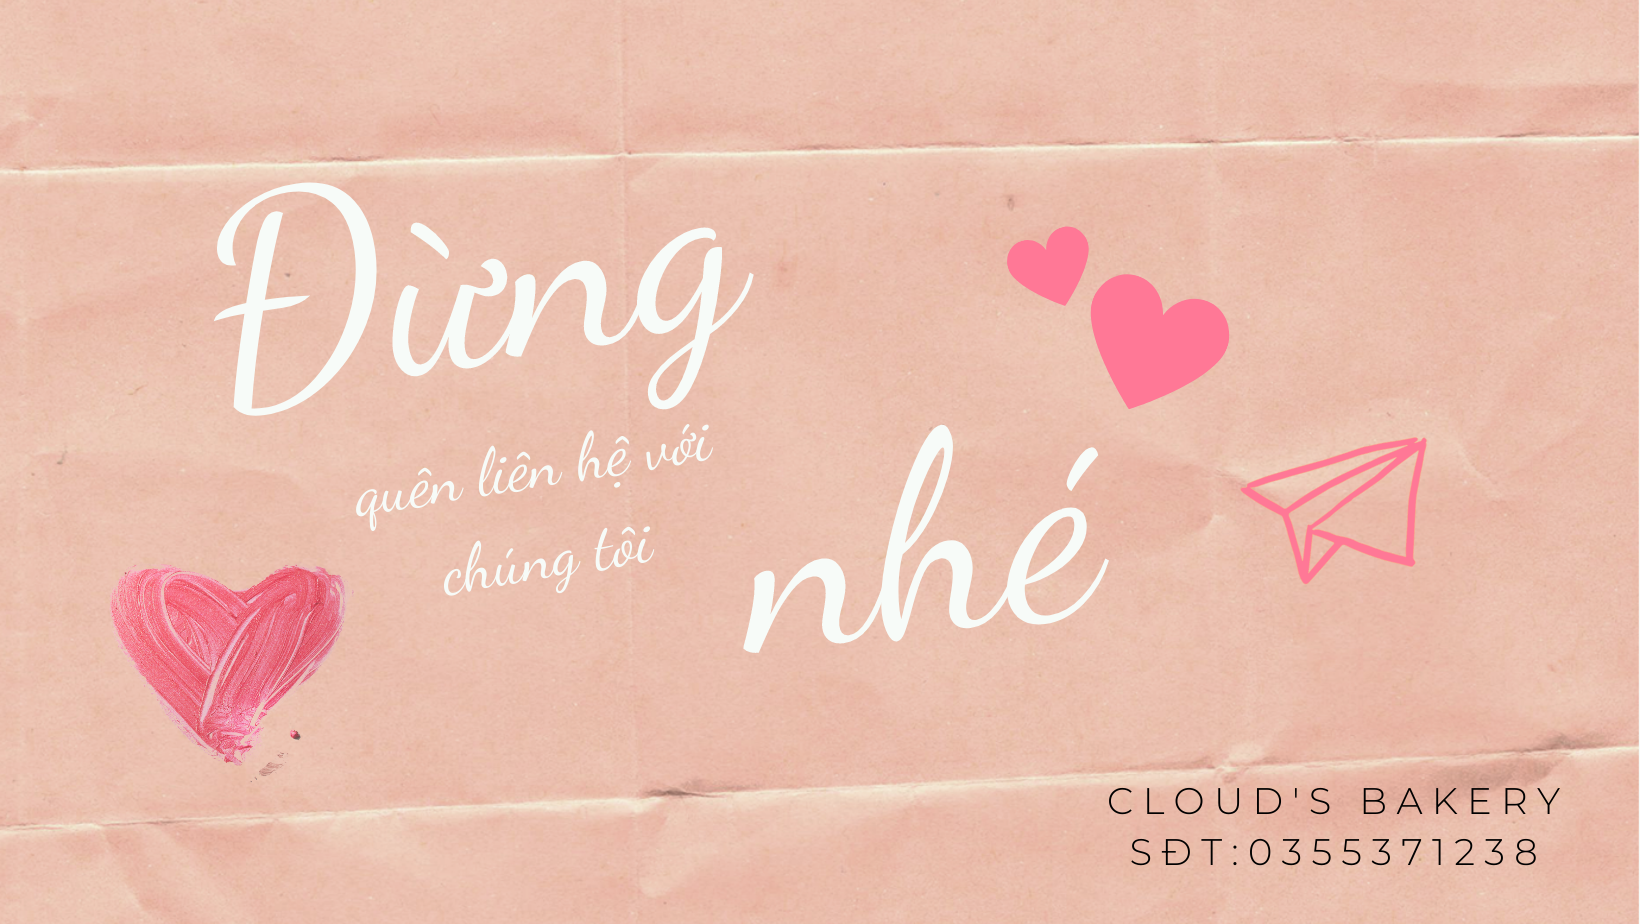 Đừng
quên liên hệ với
chúng tôi
nhé
CLOUD'S BAKERY
SĐT:0355371238